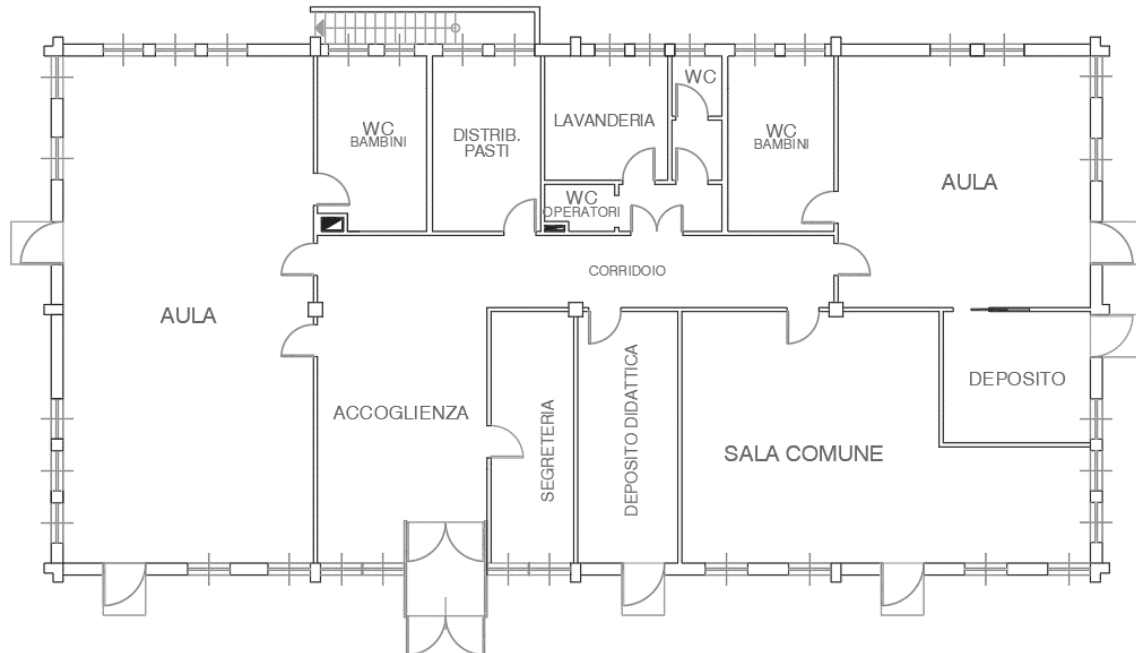 WC
BAMBINI
DISTRIB.
PASTI
LAVANDERIA
WC
WC
BAMBINI
AULA
WC
OPERATORI
CORRIDOIO
AULA
ACCOGLIENZA
SEGRETERIA
DEPOSITO DIDATTICA
SALA COMUNE
DEPOSITO